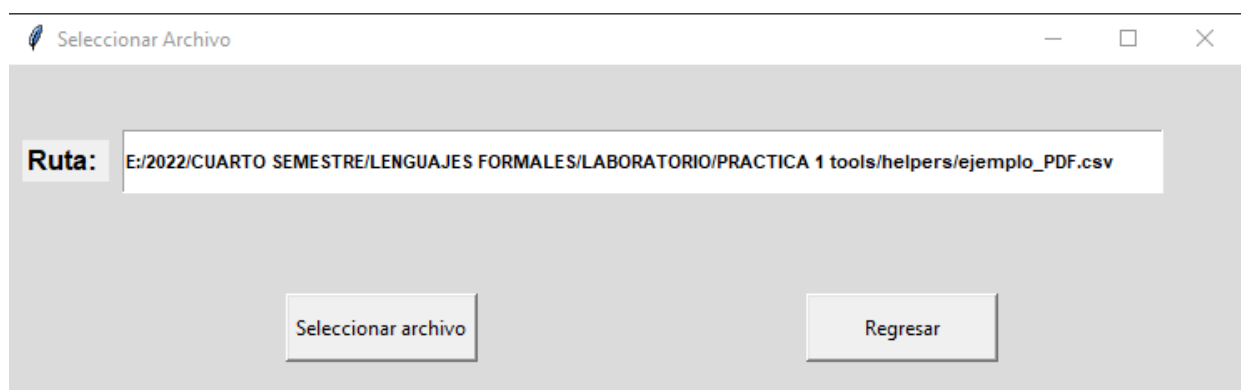 Seleccionar Archivo
Ruta: E:/2022/CUARTO SEMESTRE/LENGUAJES FORMALES/LABORATORIO/PRACTICA 1 tools/helpers/ejemplo_PDF.csv
Seleccionar archivo Regresar